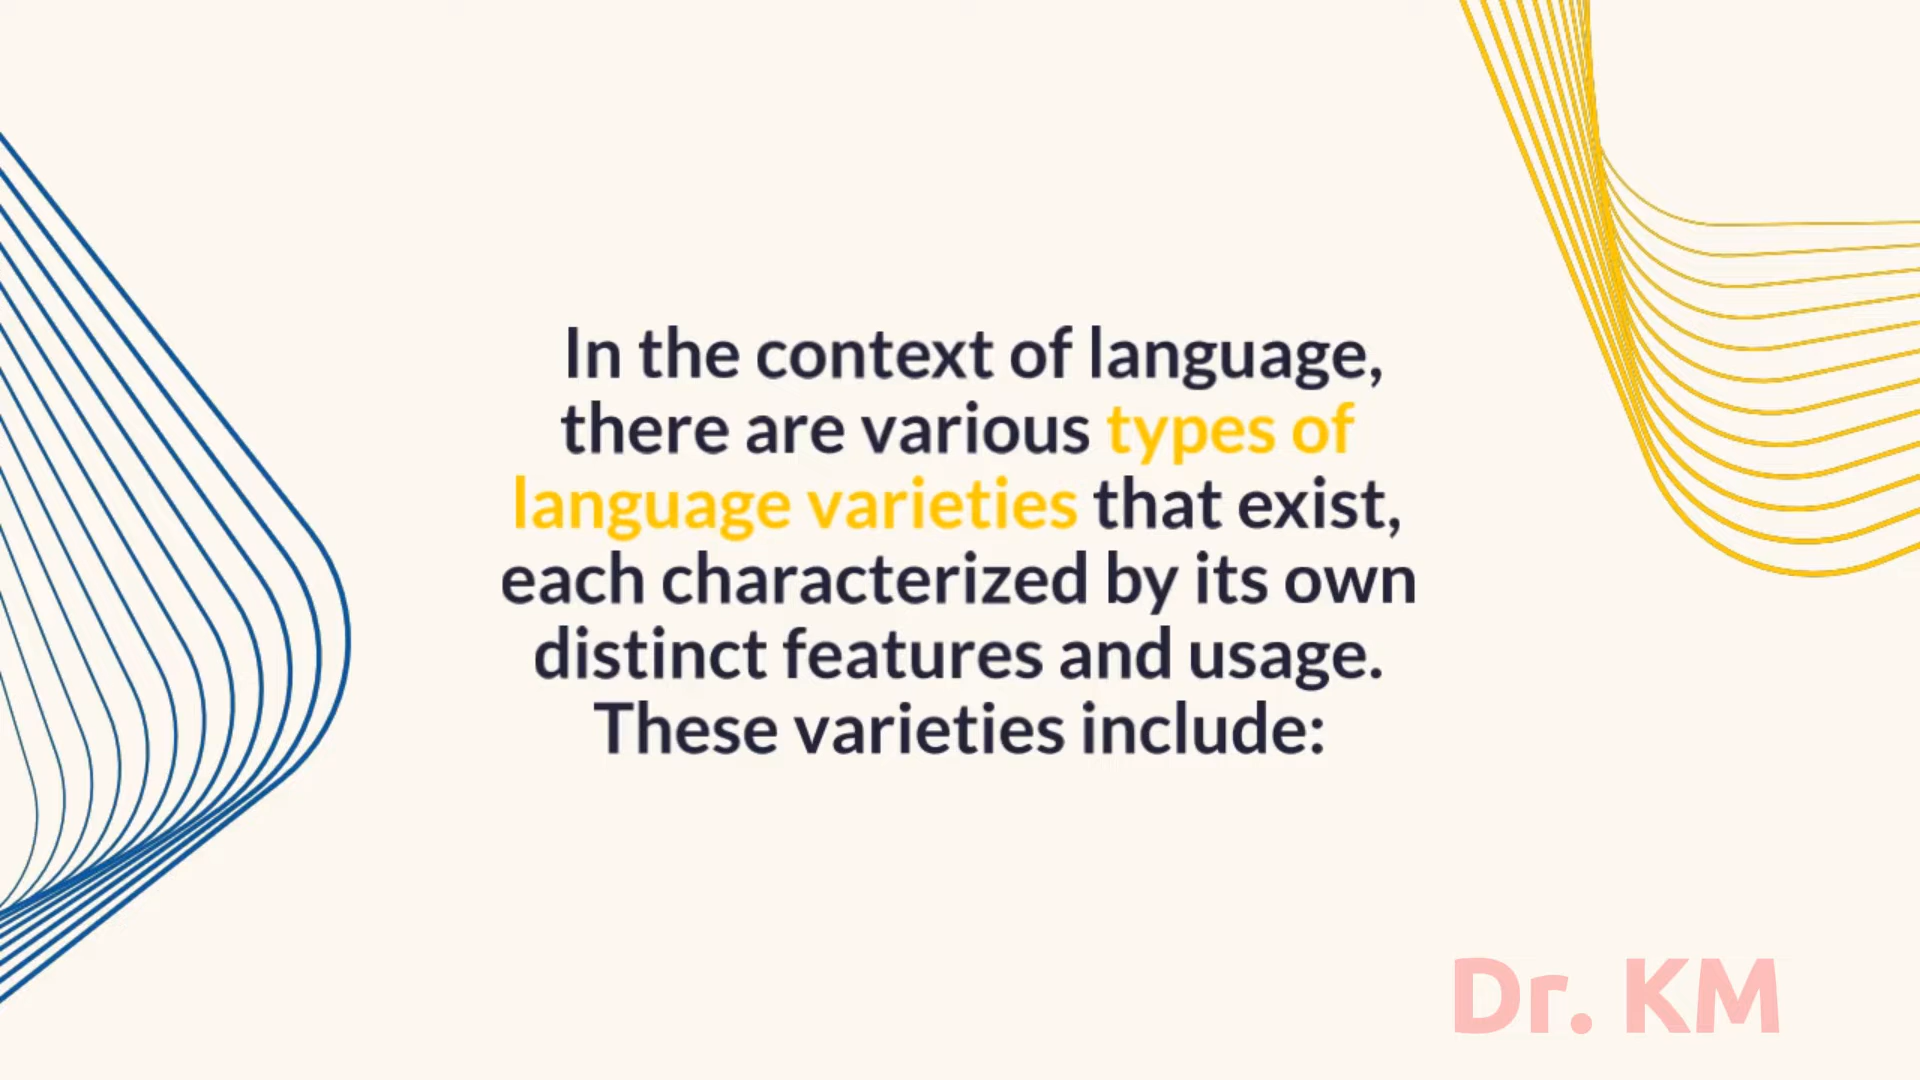 In the context of language,
there are various types of
language varieties that exist,
each characterized by its own
distinct features and usage.
These varieties include:
Dr. KM